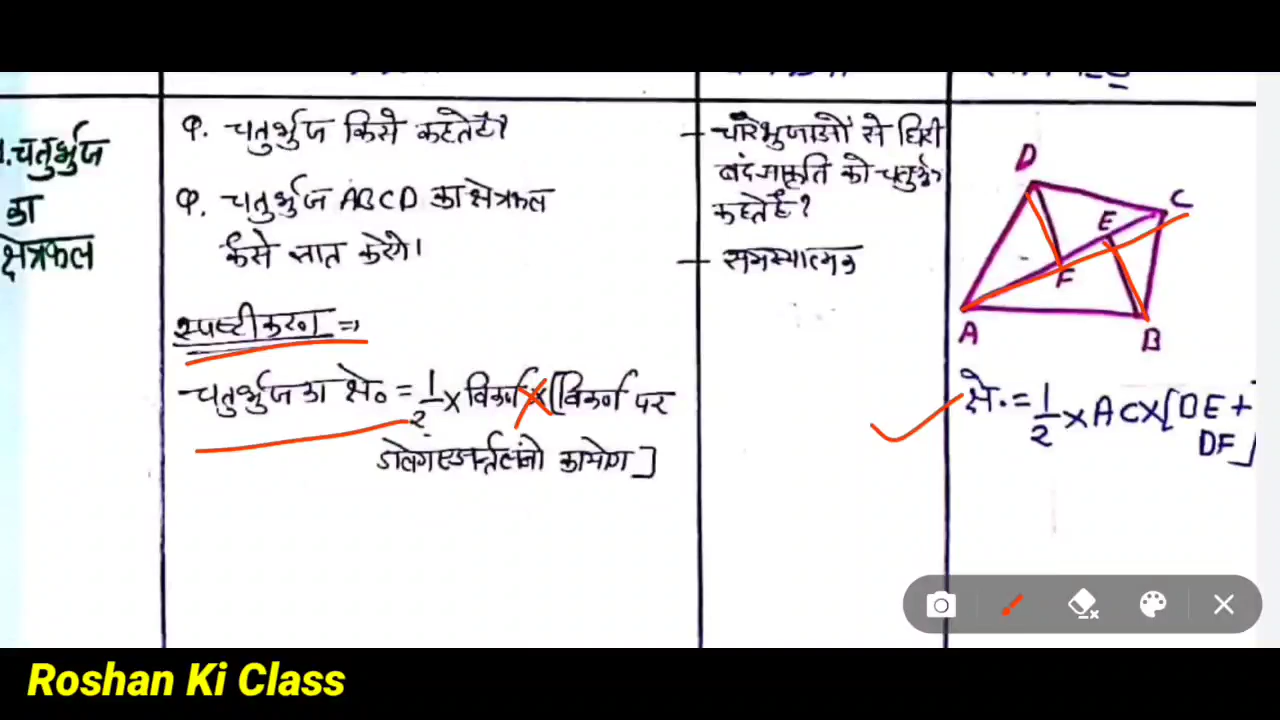 1.चतुर्भुज
का
क्षेत्रफल
Q. चतुर्भुज किसे कहते है?
Q. चतुर्भुज ABCD का क्षेत्रफल
कैसे ज्ञात करेगे।
स्पष्टीकरण ⇒
चतुर्भुज का क्षे० = 1/2 × विकर्ण × [विकर्ण पर
डाले गए लंबो का योग]
- चार भुजाओं से घिरी
बंद आकृति को चतुर्भुज
कहते है?
- समस्यात्मक
D
C
E
F
A
B
क्षे. = 1/2 × AC × [DE +
DF]
Roshan Ki Class